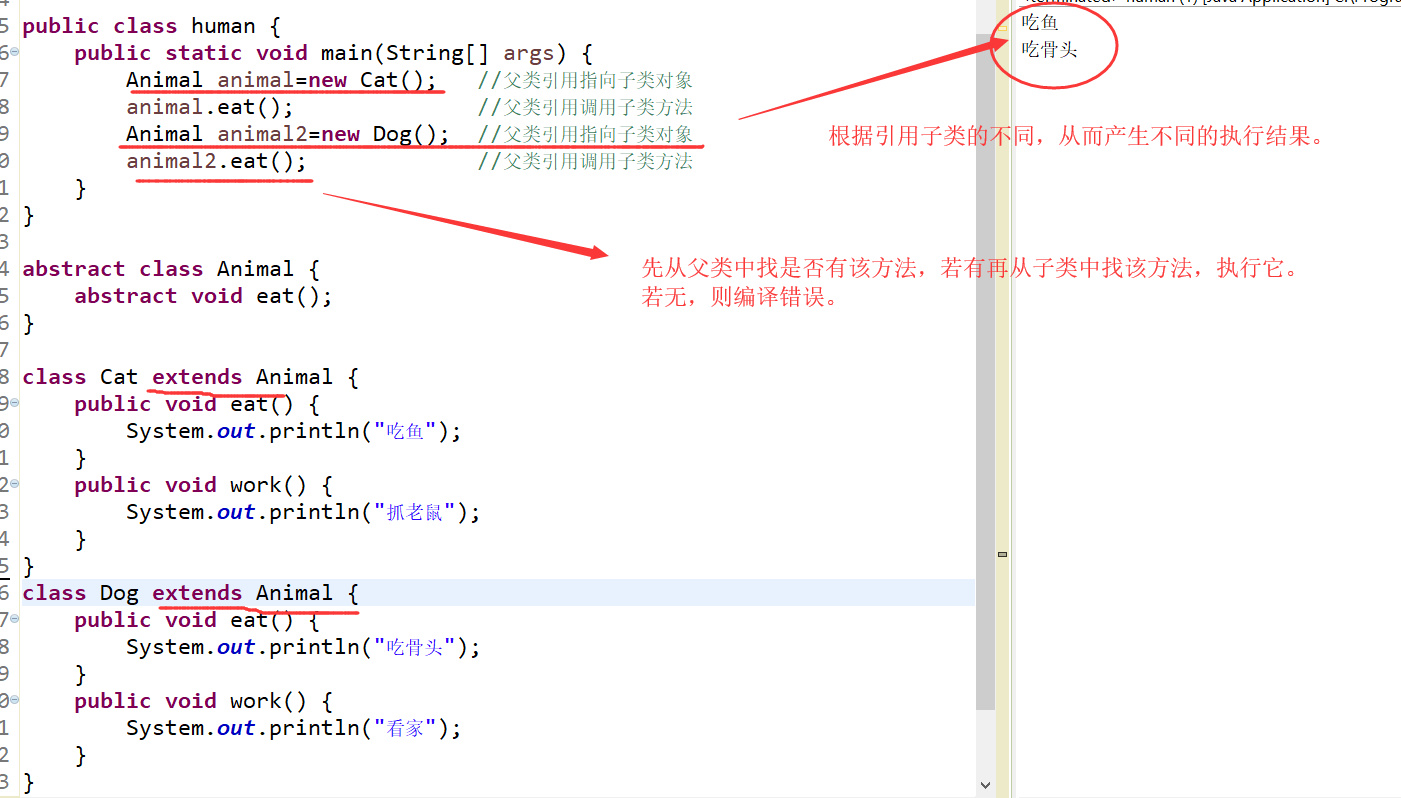 <terminated> human (1) [Java Application] C:\Progra
5 public class human {
6 public static void main(String[] args) {
7 Animal animal=new Cat(); //父类引用指向子类对象
8 animal.eat(); //父类引用调用子类方法
9 Animal animal2=new Dog(); //父类引用指向子类对象
0 animal2.eat(); //父类引用调用子类方法
1 }
2 }
3
4 abstract class Animal {
5 abstract void eat();
6 }
7
8 class Cat extends Animal {
9 public void eat() {
0 System.out.println("吃鱼");
1 }
2 public void work() {
3 System.out.println("抓老鼠");
4 }
5 }
6 class Dog extends Animal {
7 public void eat() {
8 System.out.println("吃骨头");
9 }
0 public void work() {
1 System.out.println("看家");
2 }
3 }
吃鱼
吃骨头
根据引用子类的不同，从而产生不同的执行结果。
先从父类中找是否有该方法，若有再从子类中找该方法，执行它。
若无，则编译错误。